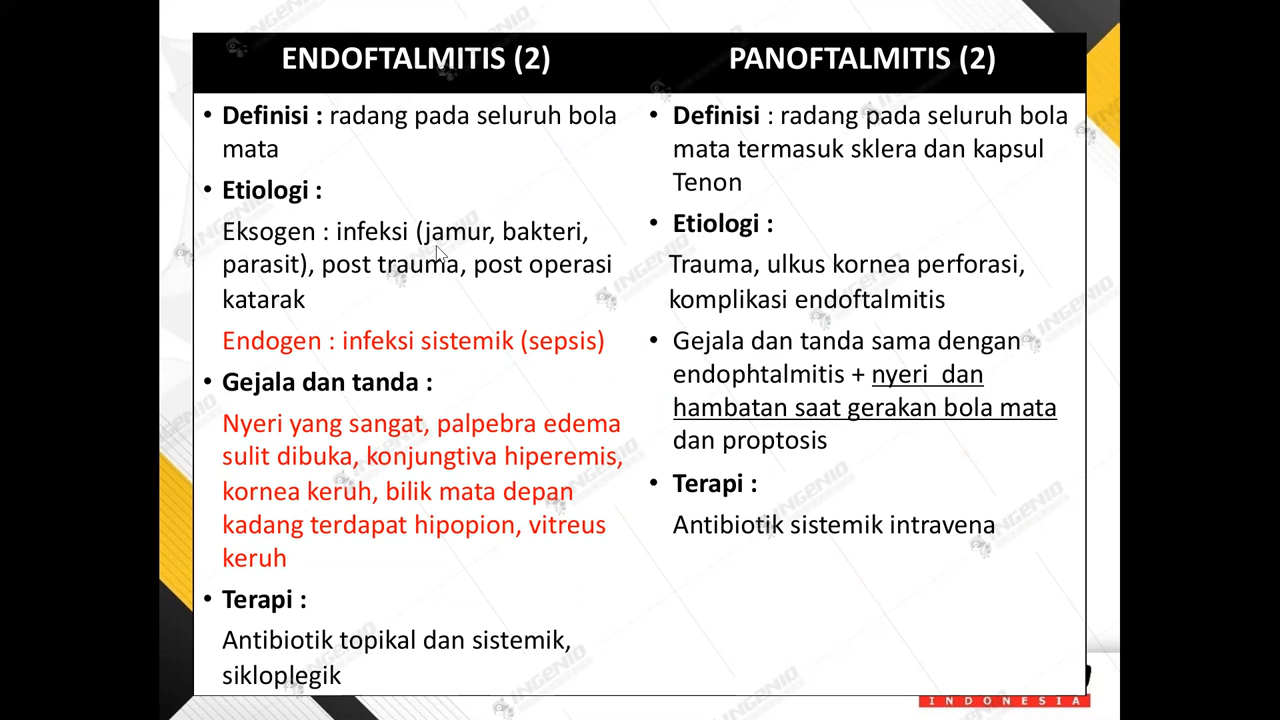 ENDOFTALMITIS (2)
• Definisi : radang pada seluruh bola
mata
• Etiologi :
Eksogen : infeksi (jamur, bakteri,
parasit), post trauma, post operasi
katarak
Endogen : infeksi sistemik (sepsis)
• Gejala dan tanda :
Nyeri yang sangat, palpebra edema
sulit dibuka, konjungtiva hiperemis,
kornea keruh, bilik mata depan
kadang terdapat hipopion, vitreus
keruh
• Terapi :
Antibiotik topikal dan sistemik,
sikloplegik
PANOFTALMITIS (2)
• Definisi : radang pada seluruh bola
mata termasuk sklera dan kapsul
Tenon
• Etiologi :
Trauma, ulkus kornea perforasi,
komplikasi endoftalmitis
• Gejala dan tanda sama dengan
endophtalmitis + nyeri dan
hambatan saat gerakan bola mata
dan proptosis
• Terapi :
Antibiotik sistemik intravena
INGENIO
INDONESIA